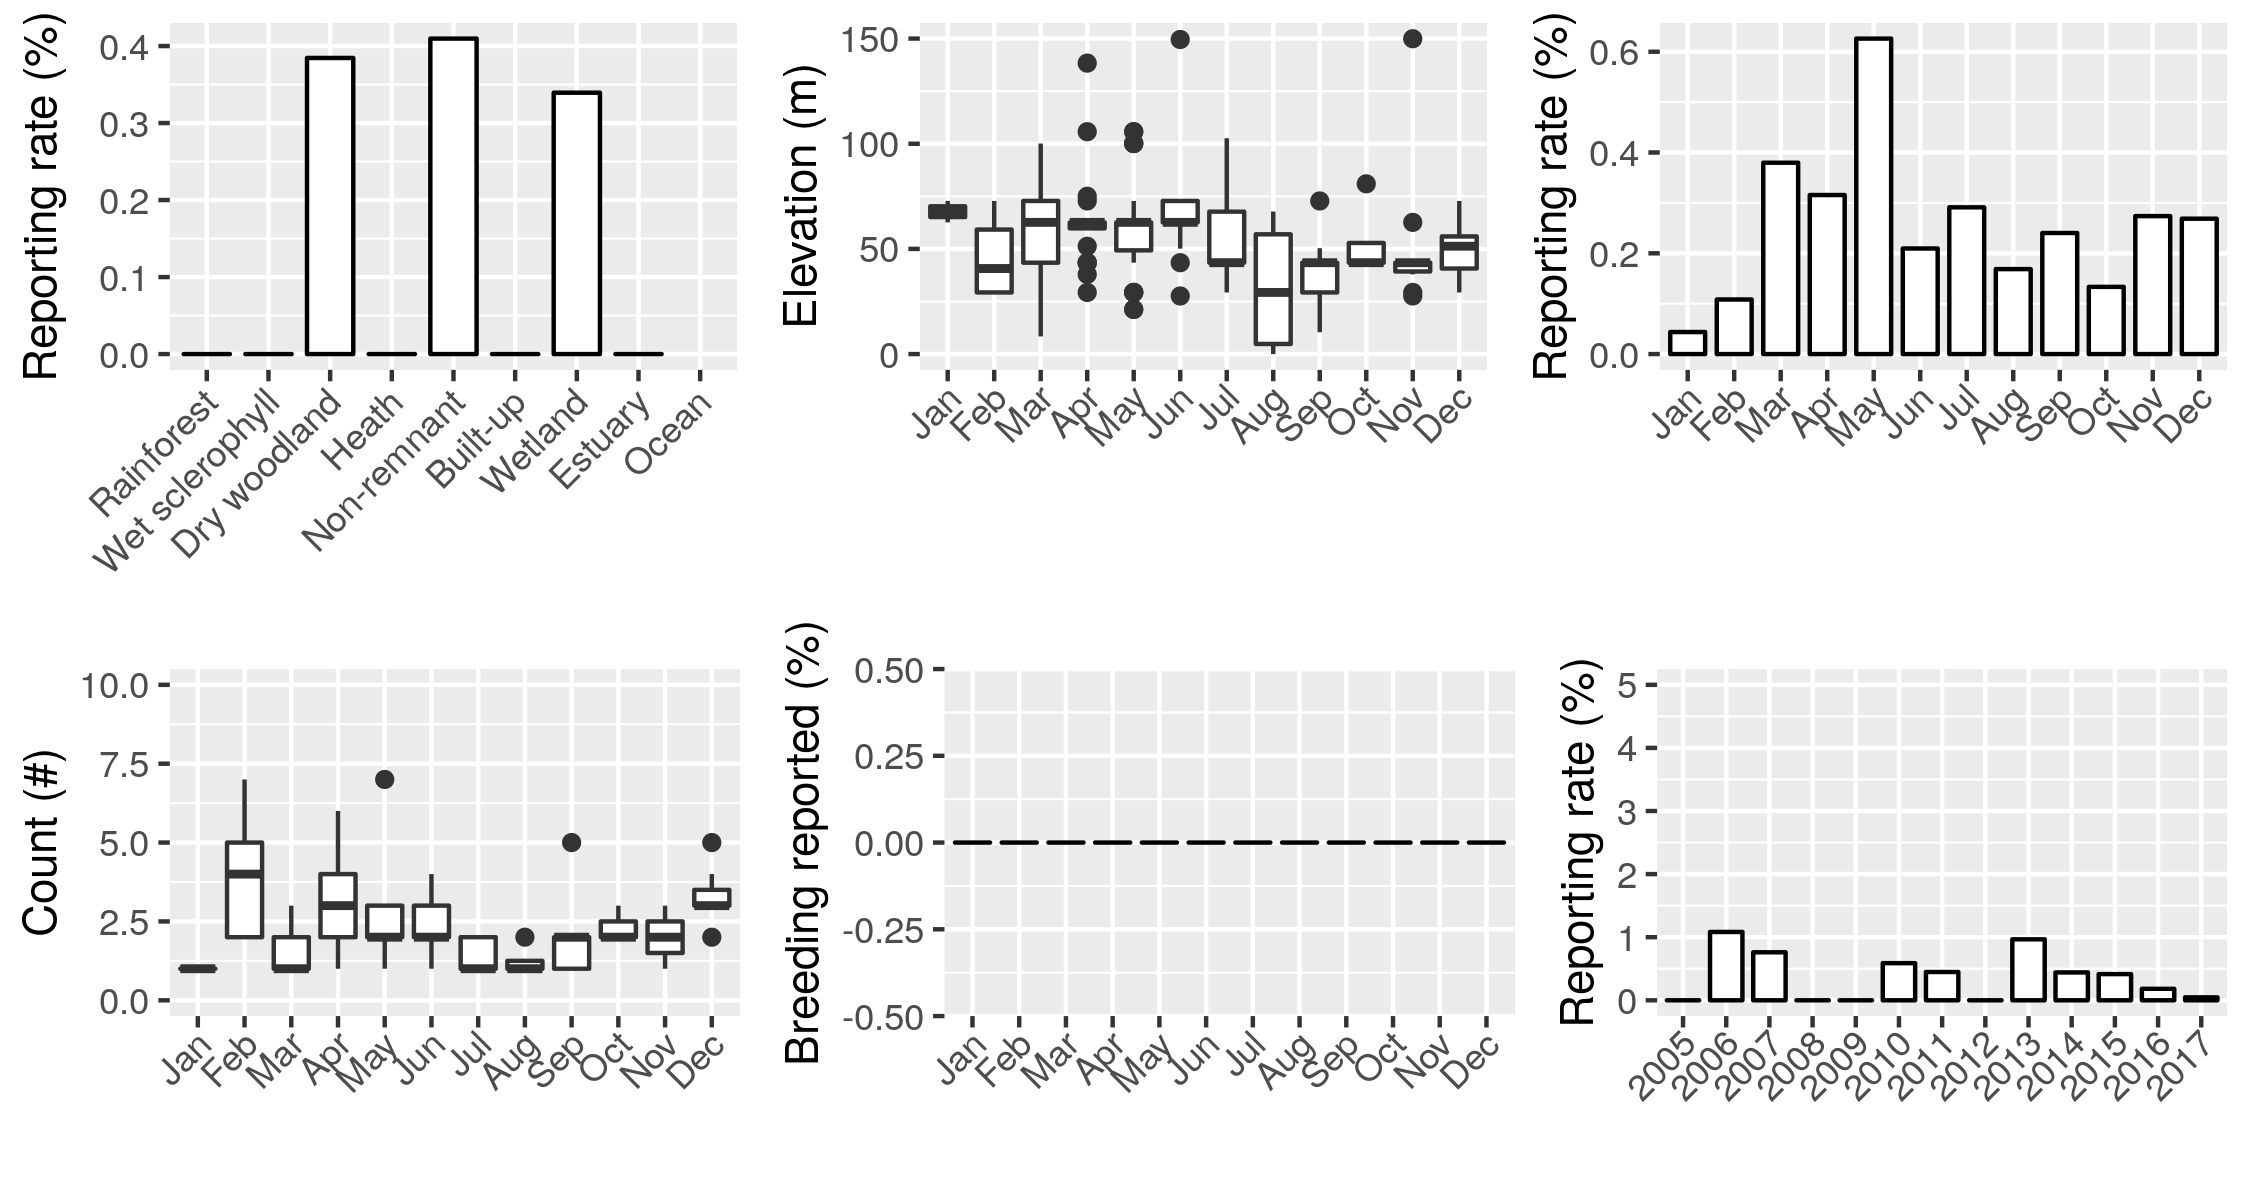 Reporting rate (%)
0.4
0.3
0.2
0.1
0.0
Rainforest
Wet sclerophyll
Dry woodland
Heath
Non-remnant
Built-up
Wetland
Estuary
Ocean
Elevation (m)
150
100
50
0
Jan
Feb
Mar
Apr
May
Jun
Jul
Aug
Sep
Oct
Nov
Dec
Reporting rate (%)
0.6
0.4
0.2
0.0
Jan
Feb
Mar
Apr
May
Jun
Jul
Aug
Sep
Oct
Nov
Dec
Count (#)
10.0
7.5
5.0
2.5
0.0
Jan
Feb
Mar
Apr
May
Jun
Jul
Aug
Sep
Oct
Nov
Dec
Breeding reported (%)
0.50
0.25
0.00
-0.25
-0.50
Jan
Feb
Mar
Apr
May
Jun
Jul
Aug
Sep
Oct
Nov
Dec
Reporting rate (%)
5
4
3
2
1
0
2005
2006
2007
2008
2009
2010
2011
2012
2013
2014
2015
2016
2017